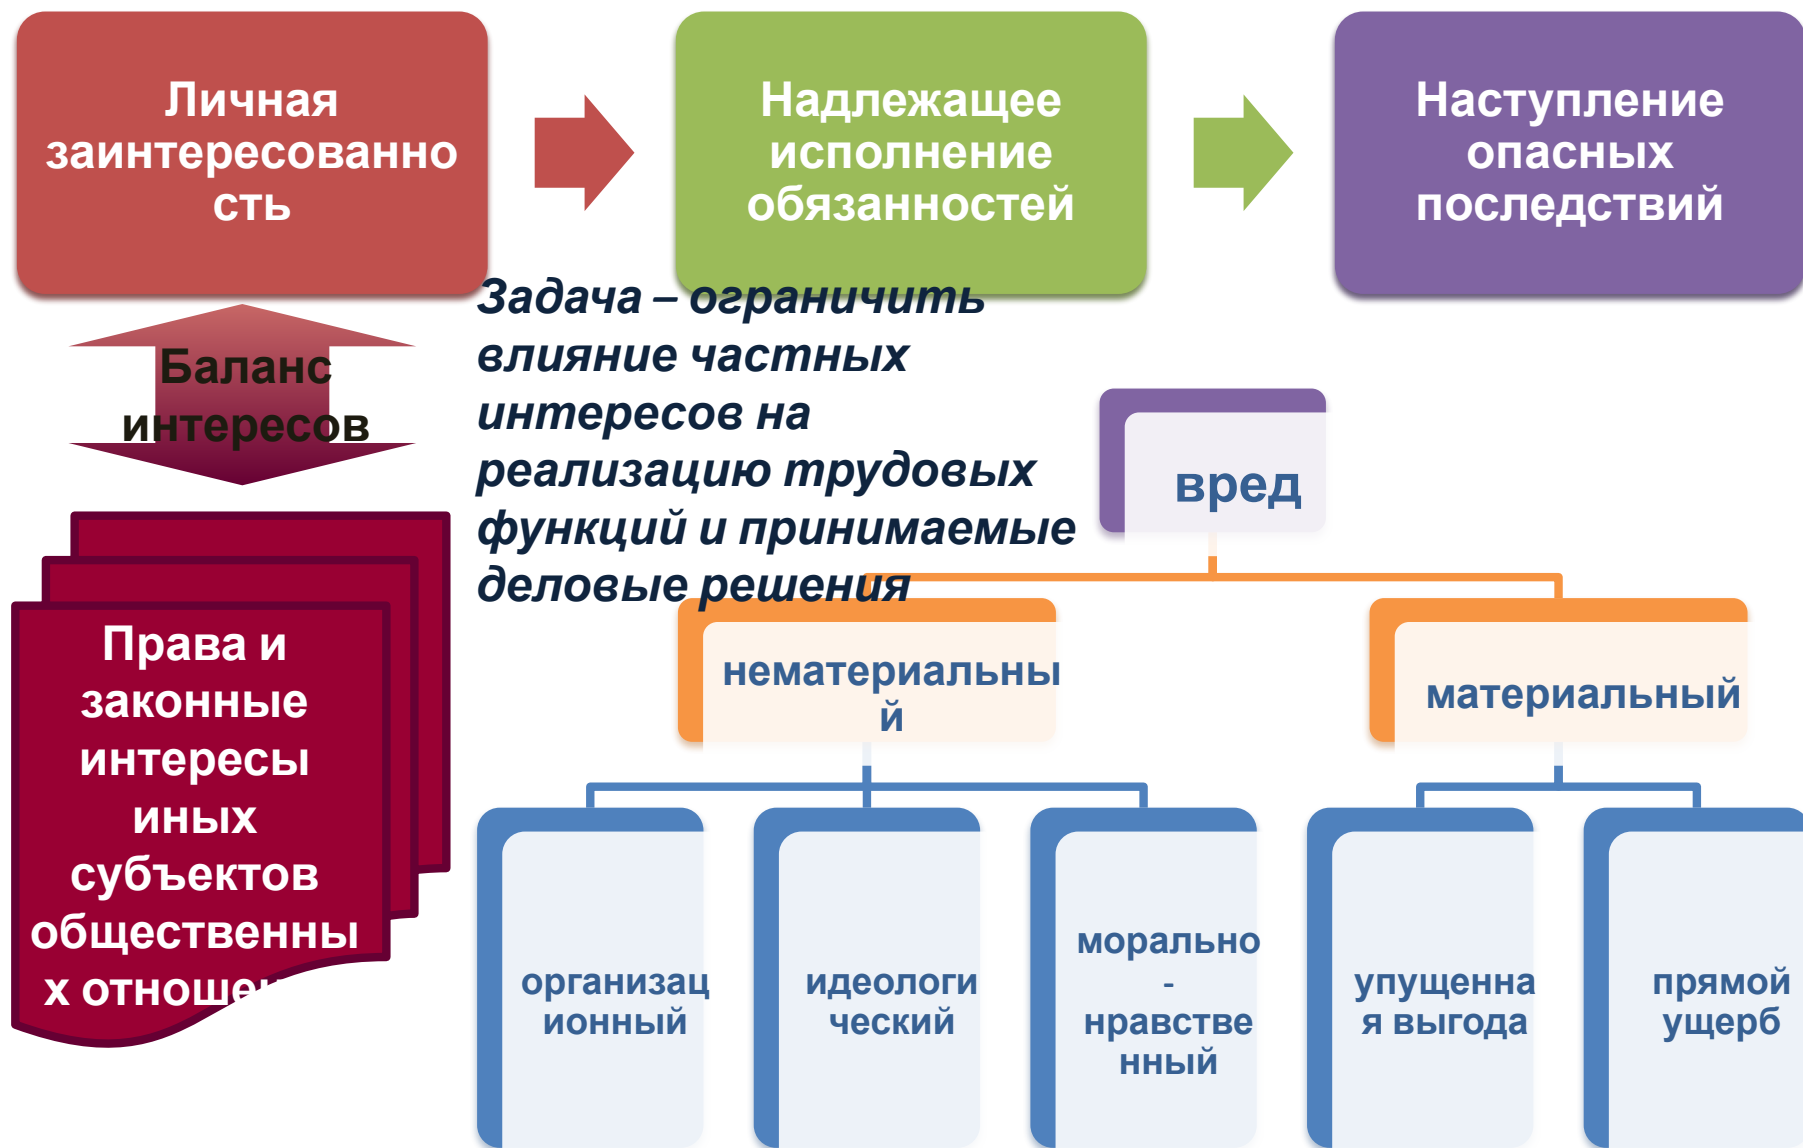 Личная
заинтересованно
сть
Надлежащее
исполнение
обязанностей
Наступление
опасных
последствий
Баланс
интересов
Задача – ограничить
влияние частных
интересов на
реализацию трудовых
функций и принимаемые
деловые решения
Права и
законные
интересы
иных
субъектов
общественны
х
вред
нематериальны
й
материальный
организац
ионный
идеологи
ческий
морально
-
нравстве
нный
упущенна
я выгода
прямой
ущерб